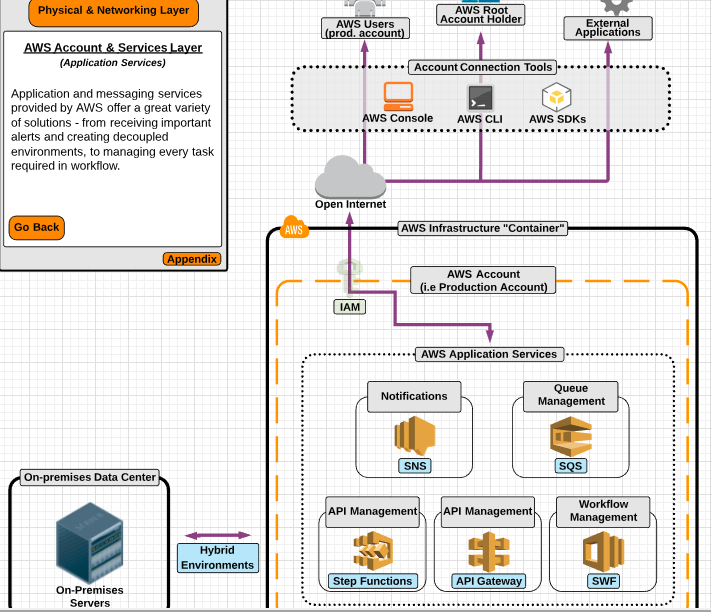 Physical & Networking Layer
AWS Account & Services Layer
(Application Services)
Application and messaging services
provided by AWS offer a great variety
of solutions - from receiving important
alerts and creating decoupled
environments, to managing every task
required in workflow.
Go Back
Appendix
AWS Users
(prod. account)
AWS Root
Account Holder
External
Applications
Account Connection Tools
AWS Console
AWS CLI
AWS SDKs
Open Internet
AWS
AWS Infrastructure "Container"
AWS Account
(i.e Production Account)
IAM
AWS Application Services
Notifications
SNS
Queue
Management
SQS
API Management
Step Functions
API Management
API Gateway
Workflow
Management
SWF
On-premises Data Center
On-Premises
Servers
Hybrid
Environments